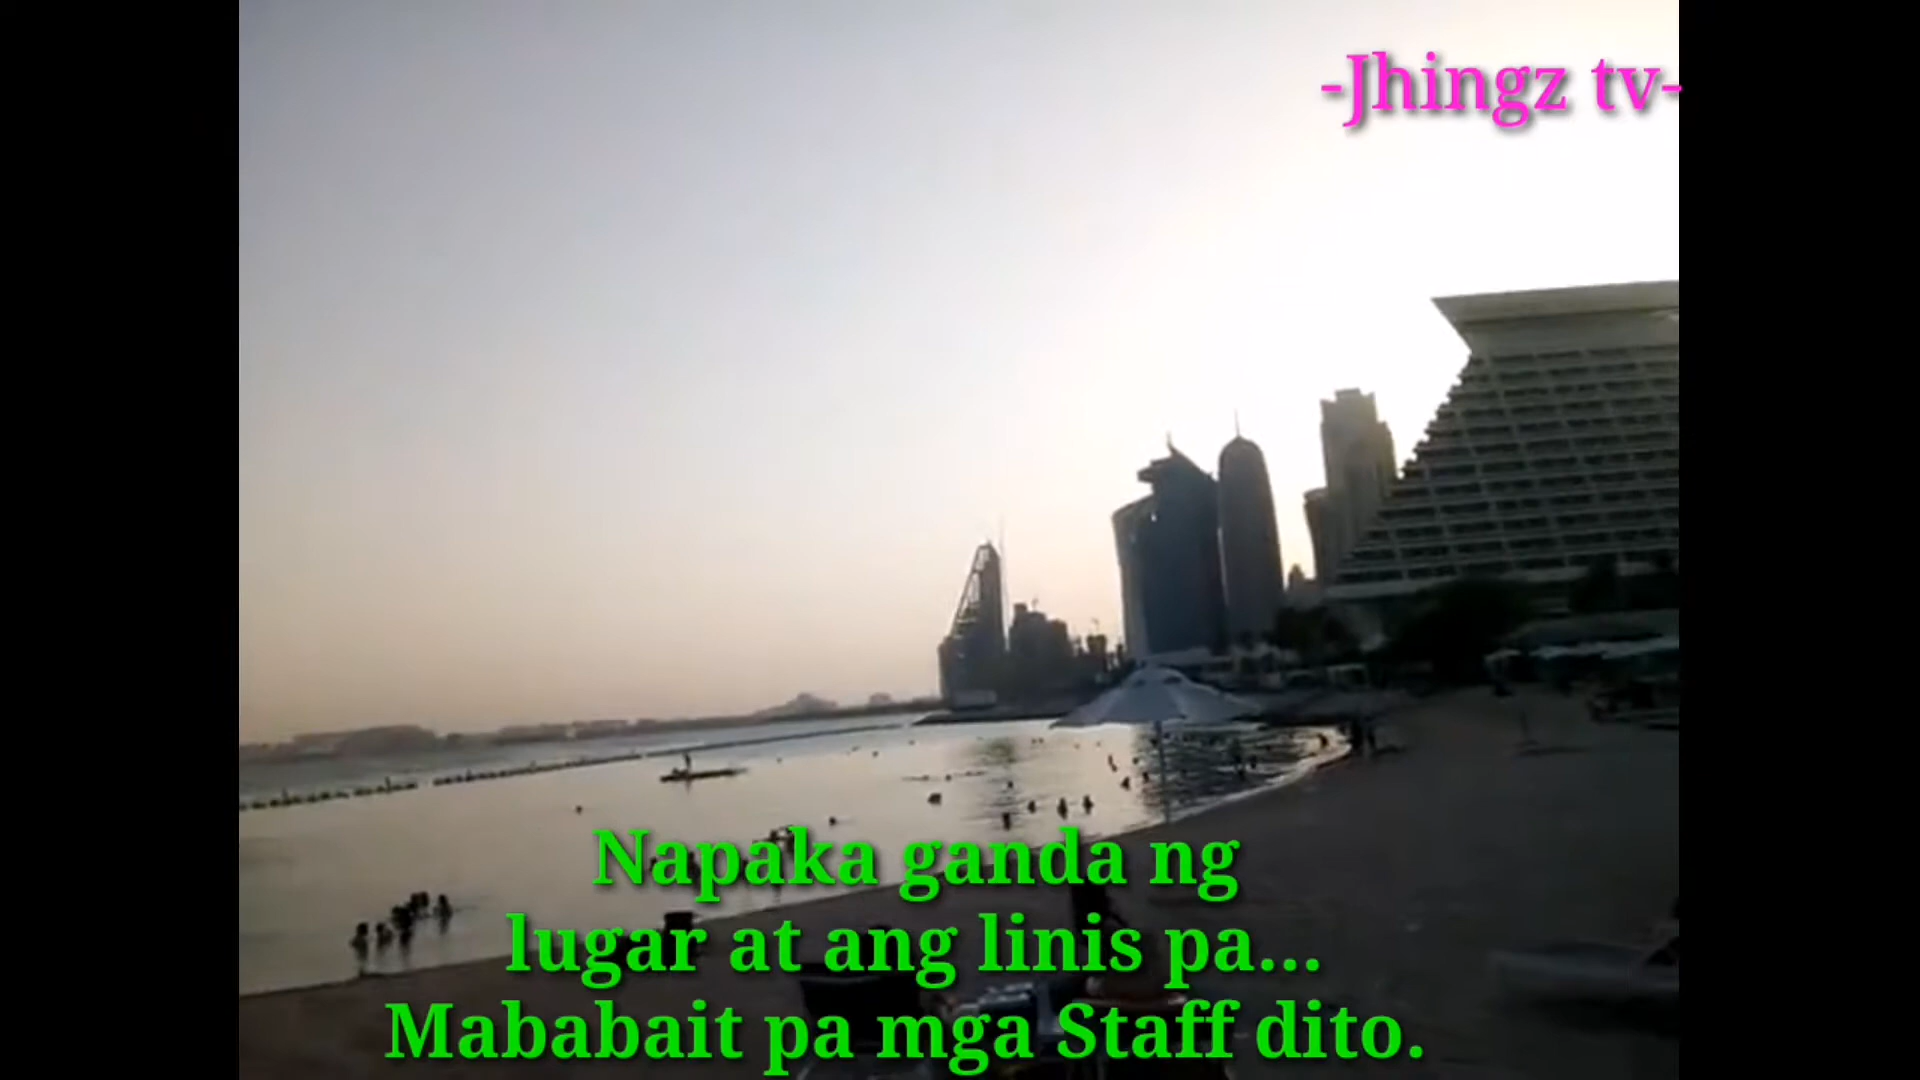 -Jhingz tv-
Napaka ganda ng
lugar at ang linis pa...
Mababait pa mga Staff dito.